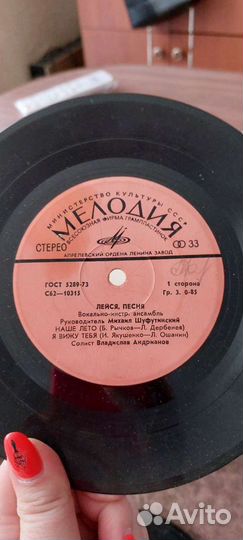 МИНИСТЕРСТВО КУЛЬТУРЫ СССР
МЕЛОДИЯ
ВСЕСОЮЗНАЯ ФИРМА ГРАМПЛАСТИНОК
СТЕРЕО 33
АПРЕЛЕВСКИЙ ОРДЕНА ЛЕНИНА ЗАВОД
ГОСТ 5289-73 1 сторона
С62—10315 Гр. 3. 0-85
ЛЕЙСЯ, ПЕСНЯ
Вокально-инстр. ансамбль
Руководитель Михаил Шуфутинский
НАШЕ ЛЕТО (Б. Рычков—Л. Дербенев)
Я ВИЖУ ТЕБЯ (И. Якушенко—Л. Ошанин)
Солист Владислав Андрианов
Avito